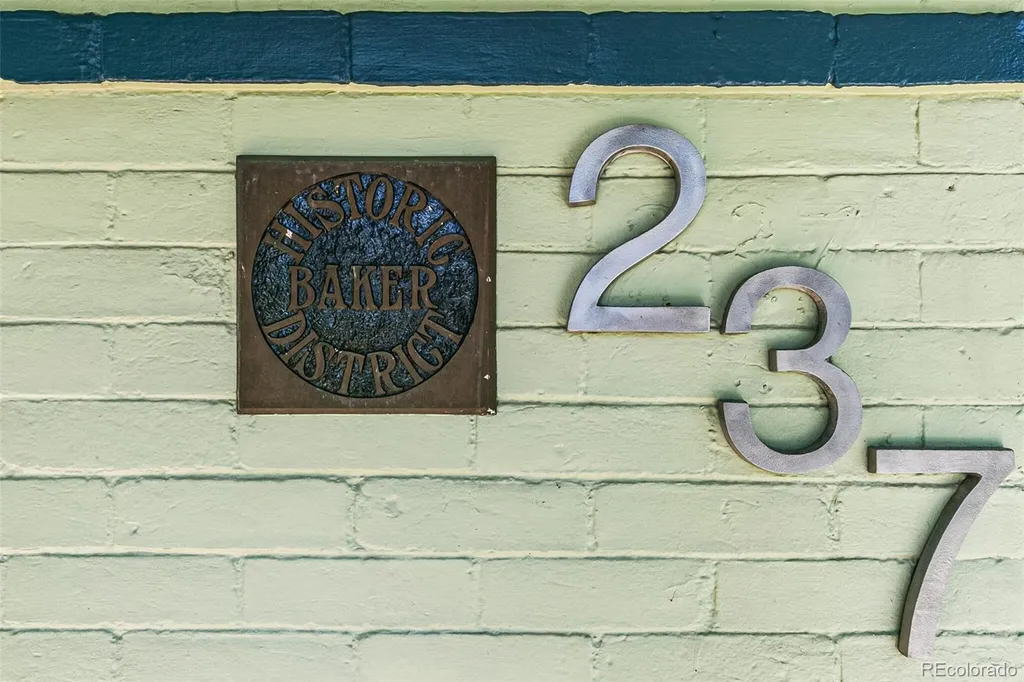 HISTORIC
BAKER
DISTRICT
237
REcolorado